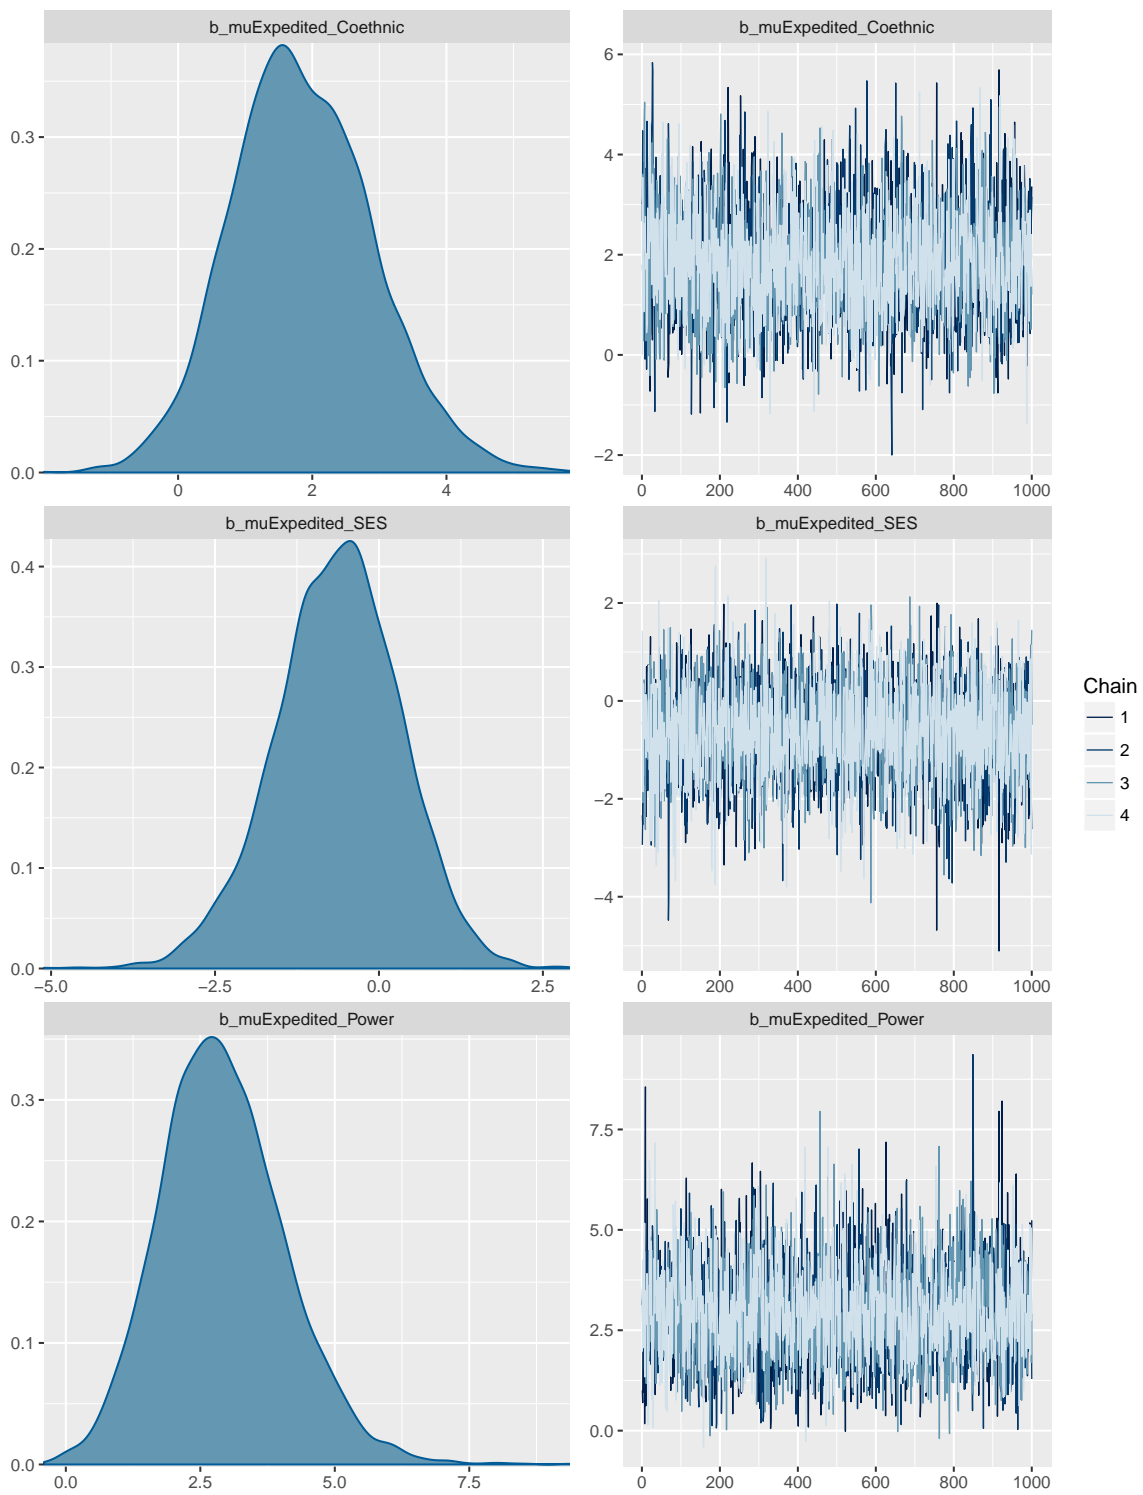 b_muExpedited_Coethnic
0.3
0.2
0.1
0.0
0 2 4
b_muExpedited_Coethnic
6
4
2
0
−2
0 200 400 600 800 1000
b_muExpedited_SES
0.4
0.3
0.2
0.1
0.0
−5.0 −2.5 0.0 2.5
b_muExpedited_SES
2
0
−2
−4
0 200 400 600 800 1000
b_muExpedited_Power
0.3
0.2
0.1
0.0
0.0 2.5 5.0 7.5
b_muExpedited_Power
7.5
5.0
2.5
0.0
0 200 400 600 800 1000
Chain
1
2
3
4